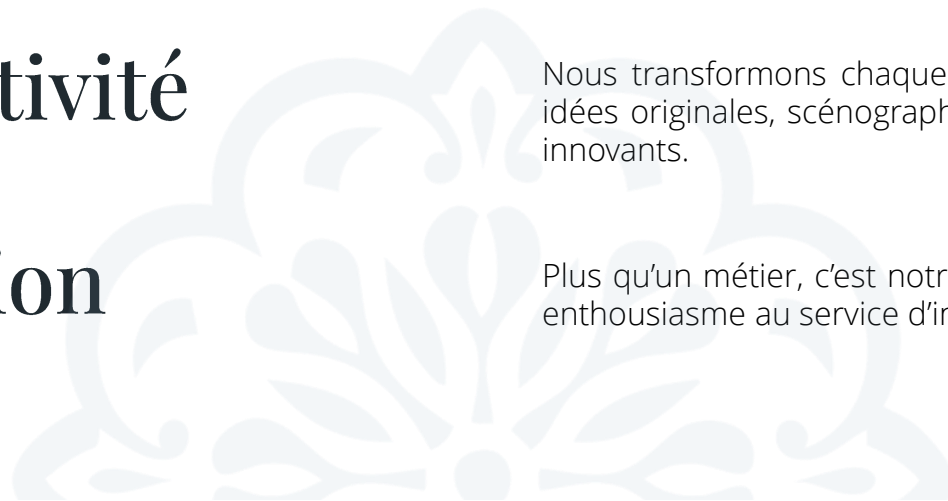 tivité
Nous transformons chaque
idées originales, scénograph
innovants.
ion
Plus qu’un métier, c’est notr
enthousiasme au service d’in